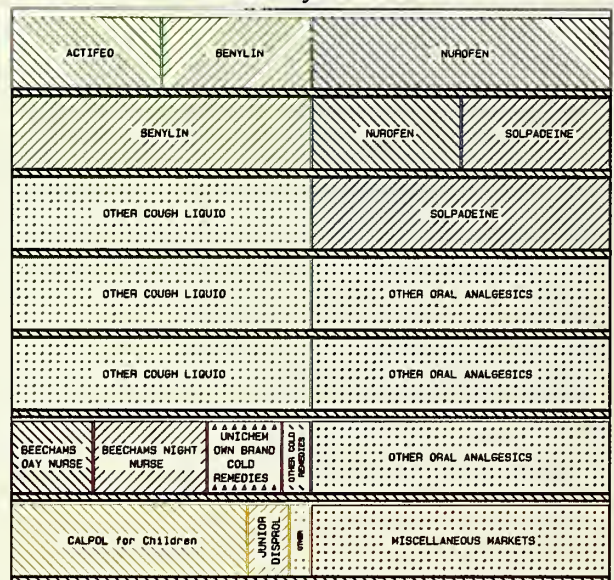 ACTIFED BENYLIN NUROFEN
BENYLIN NUROFEN SOLPADEINE
OTHER COUGH LIQUID SOLPADEINE
OTHER COUGH LIQUID OTHER ORAL ANALGESICS
OTHER COUGH LIQUID OTHER ORAL ANALGESICS
BEECHAMS
DAY NURSE
BEECHAMS NIGHT
NURSE
UNICHEM
OWN BRAND
COLD
REMEDIES
OTHER COLD
REMEDIES
OTHER ORAL ANALGESICS
CALPOL for Children
JUNIOR
DISPROL
OTHER
MISCELLANEOUS MARKETS